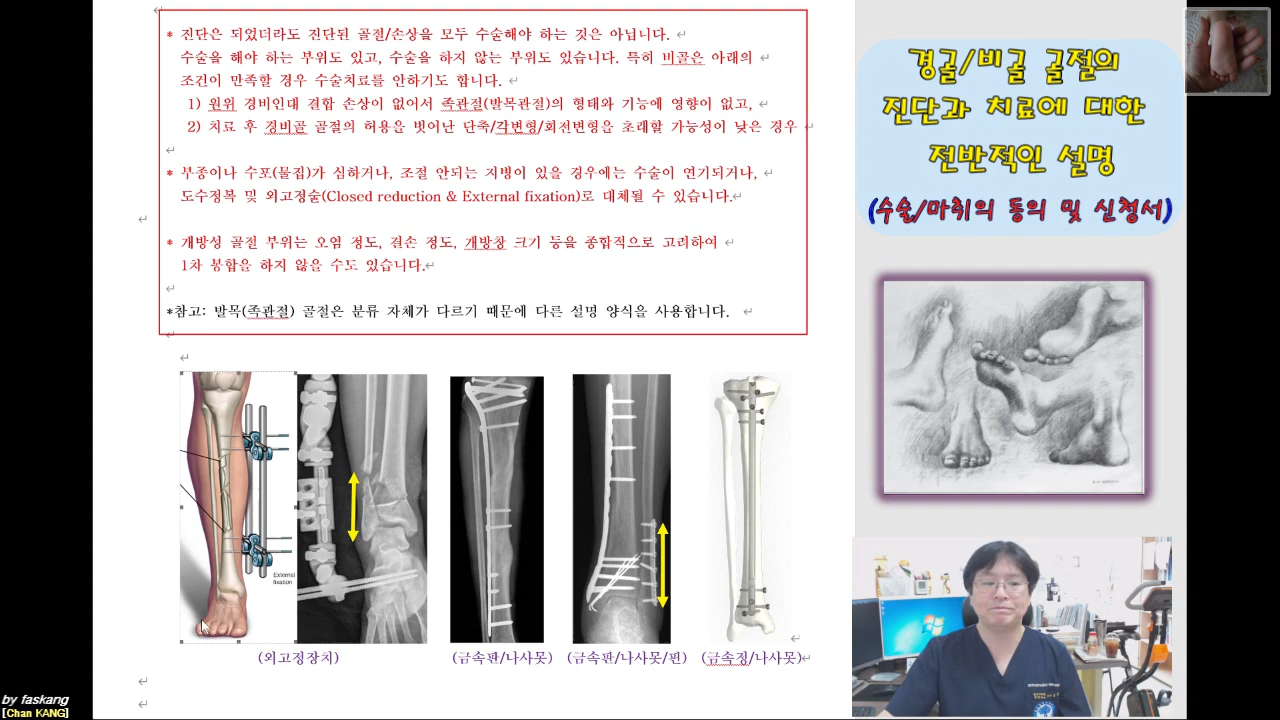 * 진단은 되었더라도 진단된 골절/손상을 모두 수술해야 하는 것은 아닙니다.
수술을 해야 하는 부위도 있고, 수술을 하지 않는 부위도 있습니다. 특히 비골은 아래의
조건이 만족할 경우 수술치료를 안하기도 합니다.
1) 원위 경비인대 결합 손상이 없어서 족관절(발목관절)의 형태와 기능에 영향이 없고,
2) 치료 후 경비골 골절의 허용을 벗어난 단축/각변형/회전변형을 초래할 가능성이 낮은 경우
* 부종이나 수포(물집)가 심하거나, 조절 안되는 지병이 있을 경우에는 수술이 연기되거나,
도수정복 및 외고정술(Closed reduction & External fixation)로 대체될 수 있습니다.
* 개방성 골절 부위는 오염 정도, 결손 정도, 개방창 크기 등을 종합적으로 고리하여
1차 봉합을 하지 않을 수도 있습니다.
*참고: 발목(족관절) 골절은 분류 자체가 다르기 때문에 다른 설명 양식을 사용합니다.
External
fixation
(외고정장치)
(금속판/나사못)
(금속판/나사못/핀)
(금속정/나사못)
경골/비골 골절의
진단과 치료에 대한
전반적인 설명
(수술/마취의 동의 및 신청서)
by faskang
[Chan KANG]